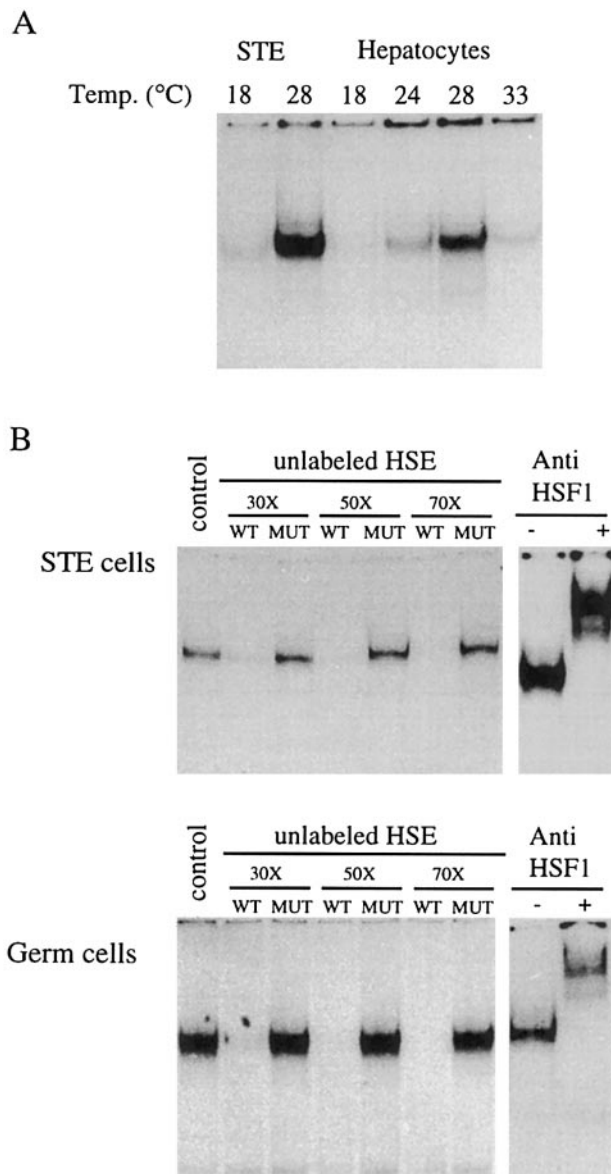 A
STE Hepatocytes
Temp. (°C) 18 28 18 24 28 33
B
control unlabeled HSE Anti HSF1
30X 50X 70X
WT MUT WT MUT WT MUT - +
STE cells
control unlabeled HSE Anti HSF1
30X 50X 70X
WT MUT WT MUT WT MUT - +
Germ cells